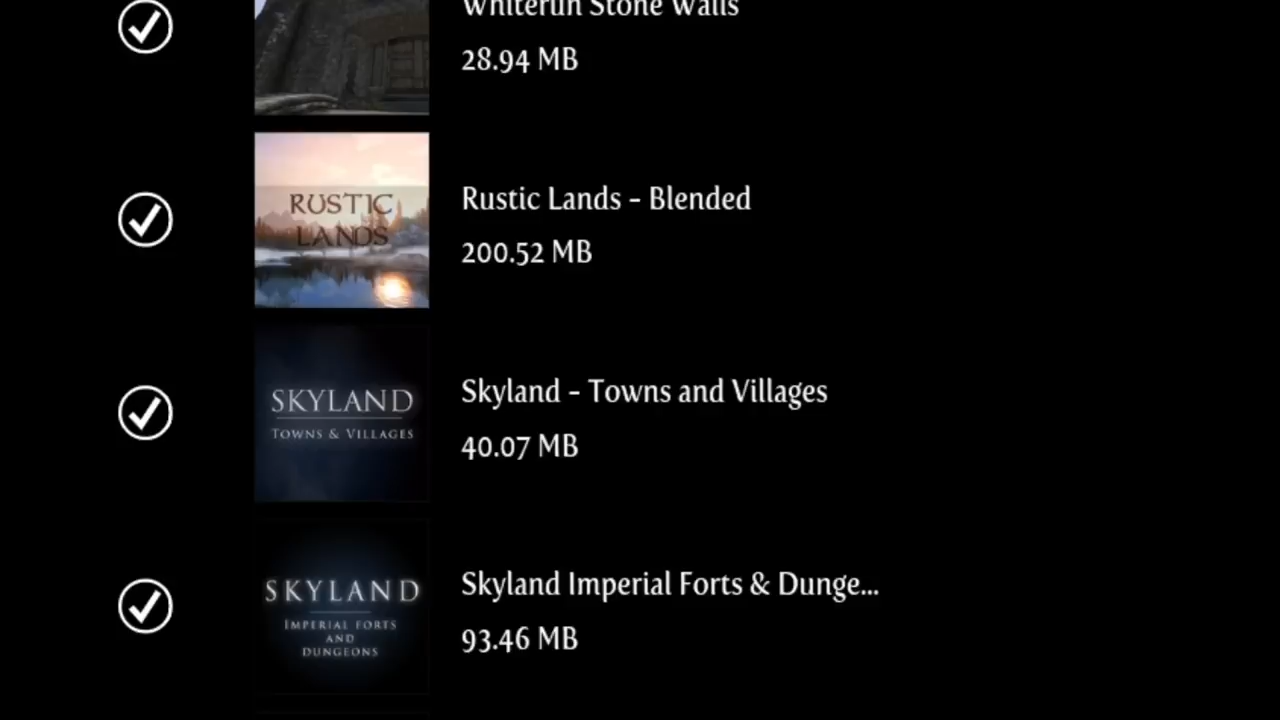 Whiterun Stone Walls
28.94 MB
RUSTIC
LANDS
Rustic Lands - Blended
200.52 MB
SKYLAND
TOWNS & VILLAGES
Skyland - Towns and Villages
40.07 MB
SKYLAND
IMPERIAL FORTS
AND
DUNGEONS
Skyland Imperial Forts & Dunge...
93.46 MB